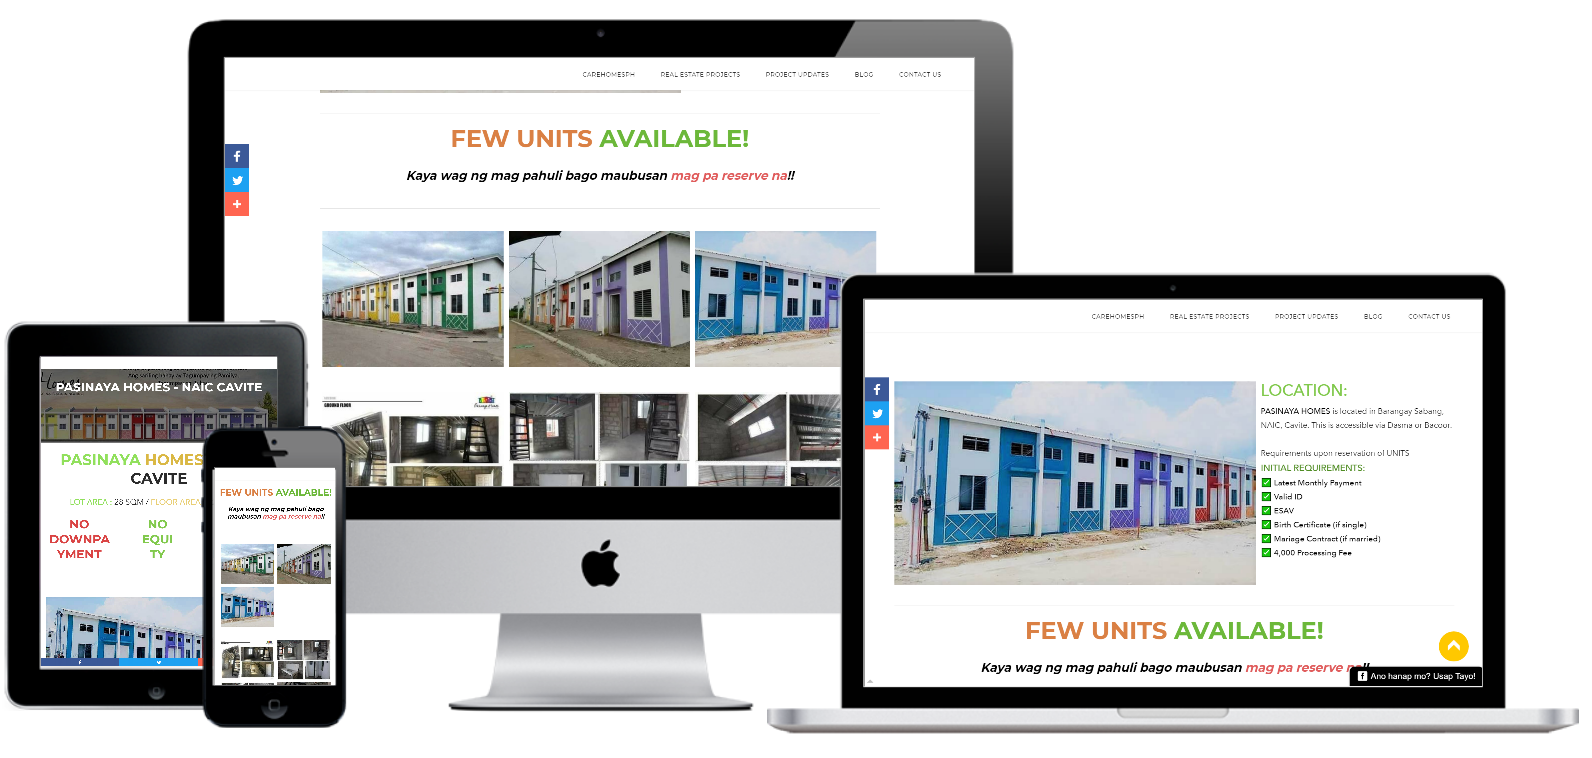 CAREHOMESPH REAL ESTATE PROJECTS PROJECT UPDATES BLOG CONTACT US
FEW UNITS AVAILABLE!
Kaya wag ng mag pahuli bago maubusan mag pa reserve na!!
GROUND FLOOR
PASINAYA HOMES - NAIC CAVITE
PASINAYA HOMES
CAVITE
LOT AREA : 28 SQM / FLOOR AREA
NO
DOWNPA
YMENT
NO
EQUI
TY
FEW UNITS AVAILABLE!
Kaya wag ng mag pahuli bago
maubusan mag pa reserve na!!
CAREHOMESPH REAL ESTATE PROJECTS PROJECT UPDATES BLOG CONTACT US
LOCATION:
PASINAYA HOMES is located in Barangay Sabang,
NAIC, Cavite. This is accessible via Dasma or Bacoor.
Requirements upon reservation of UNITS
INITIAL REQUIREMENTS:
✅ Latest Monthly Payment
✅ Valid ID
✅ ESAV
✅ Birth Certificate (if single)
✅ Mariage Contract (if married)
✅ 4,000 Processing Fee
FEW UNITS AVAILABLE!
Kaya wag ng mag pahuli bago maubusan mag pa reserve na!!
Ano hanap mo? Usap Tayo!